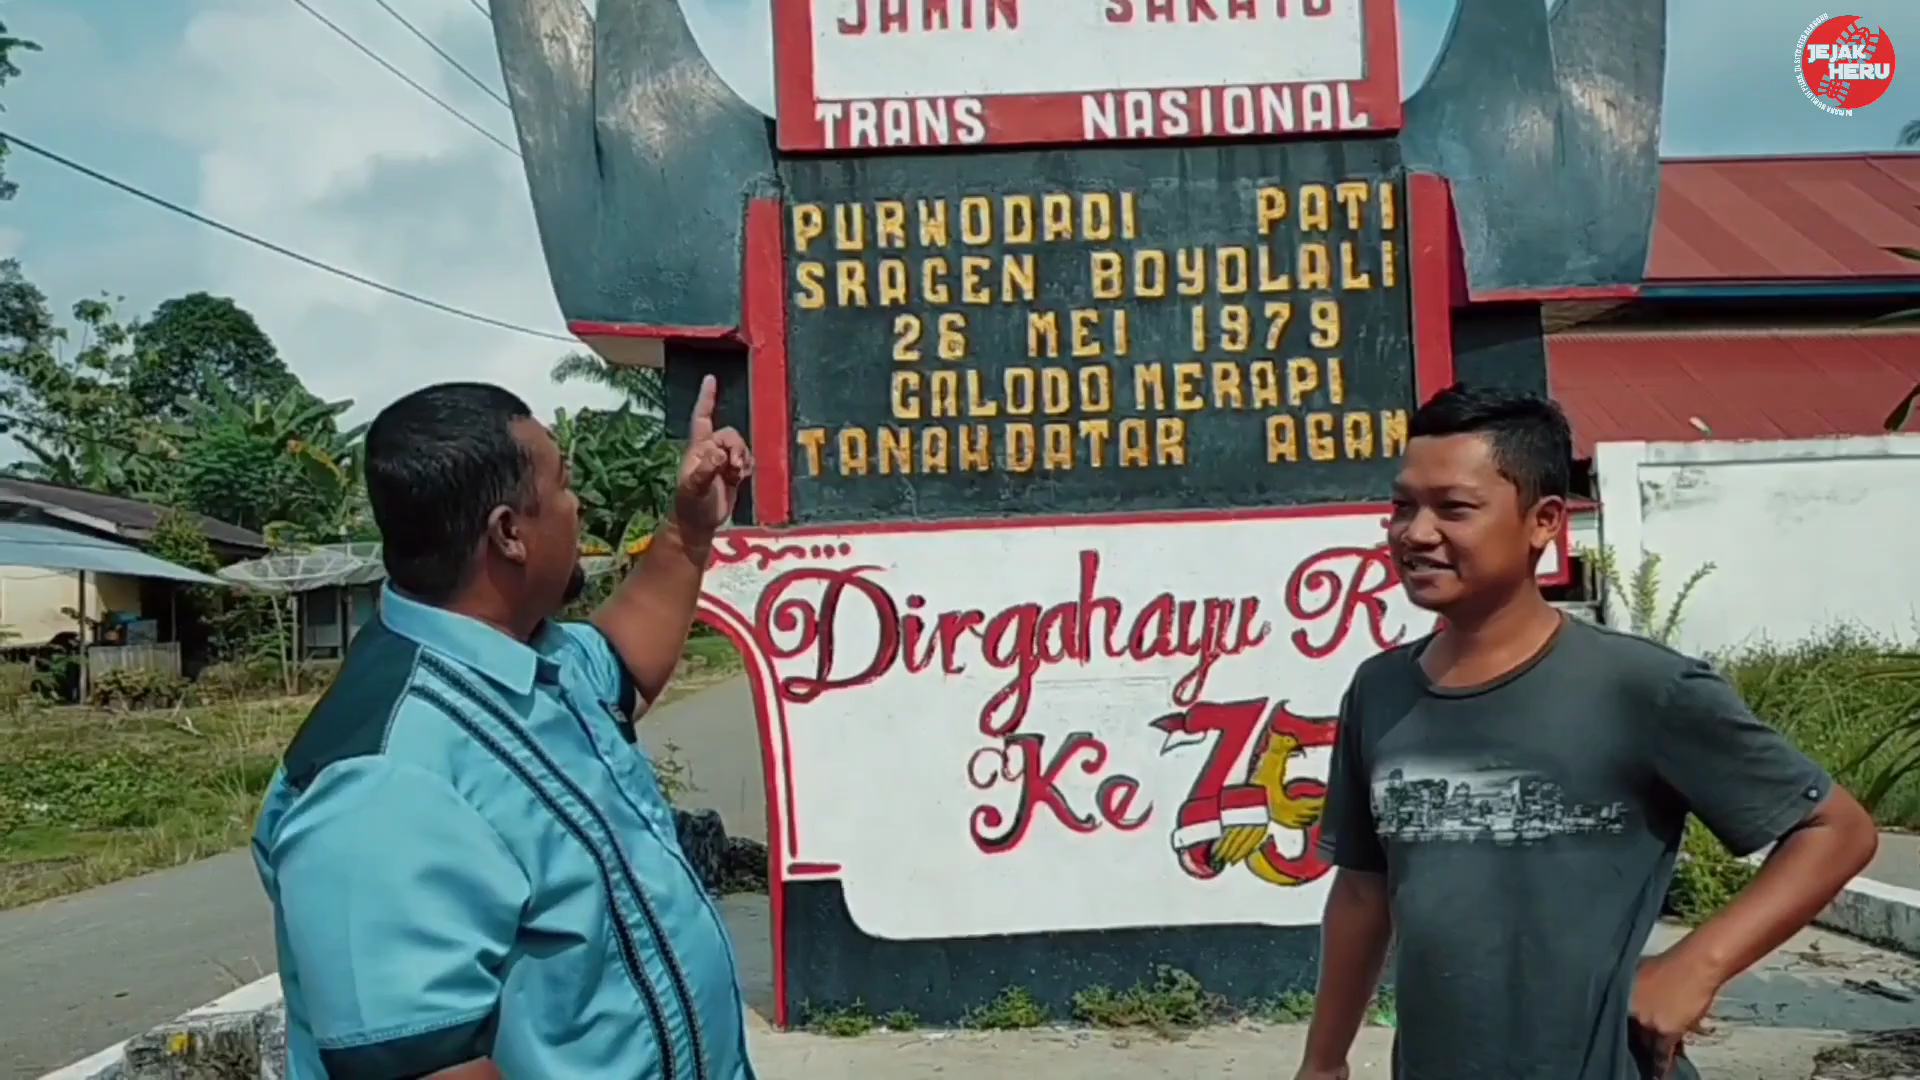 JAMIN SAKATO
TRANS NASIONAL
PURWODADI PATI
SRAGEN BOYOLALI
26 MEI 1979
GALODO MERAPI
TANAHDATAR AGAM
Dirgahayu R
Ke 75
JEJAK
HERU